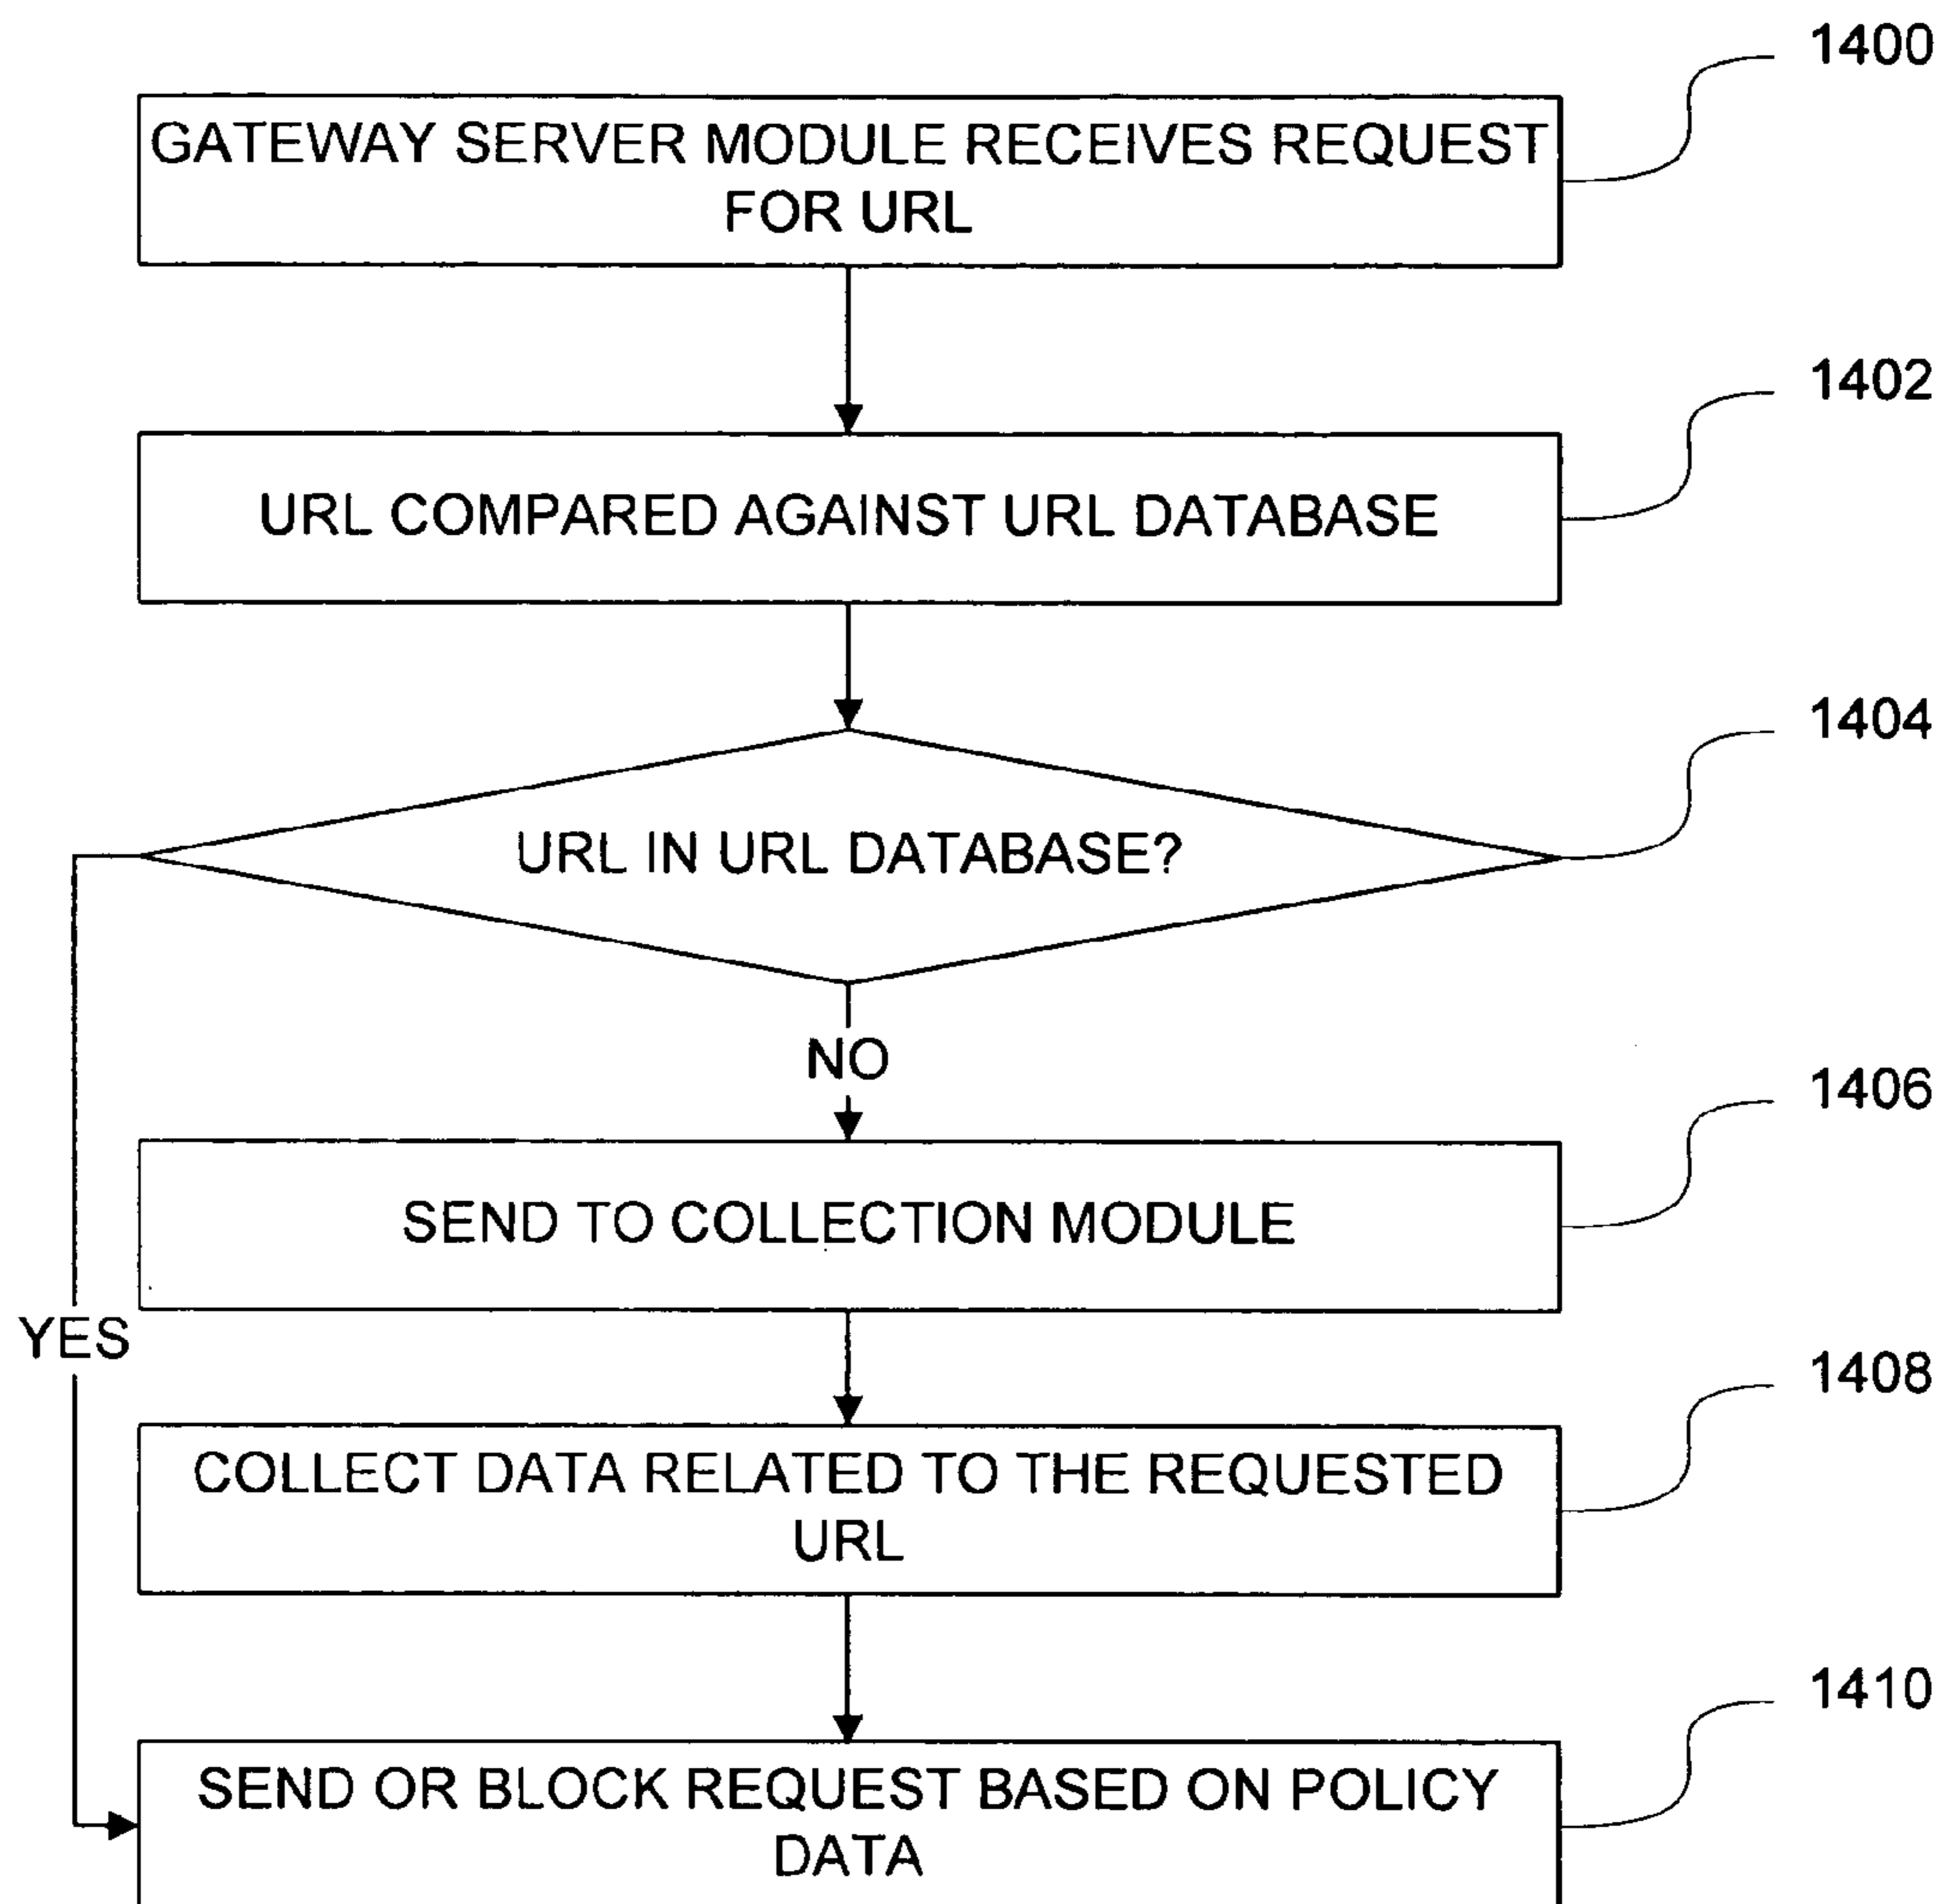 1400
GATEWAY SERVER MODULE RECEIVES REQUEST
FOR URL
1402
URL COMPARED AGAINST URL DATABASE
1404
URL IN URL DATABASE?
NO
1406
SEND TO COLLECTION MODULE
YES
1408
COLLECT DATA RELATED TO THE REQUESTED
URL
1410
SEND OR BLOCK REQUEST BASED ON POLICY
DATA